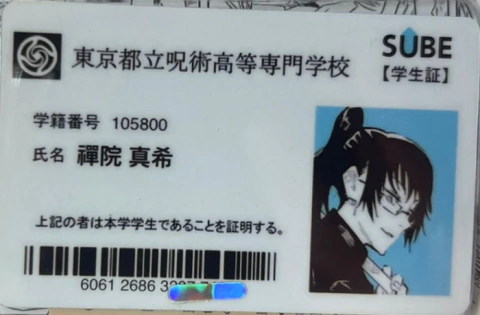 東京都立呪術高等専門学校
SUBE
【学生証】
学籍番号 105800
氏名 禪院 真希
上記の者は本学学生であることを証明する。
6061 2686